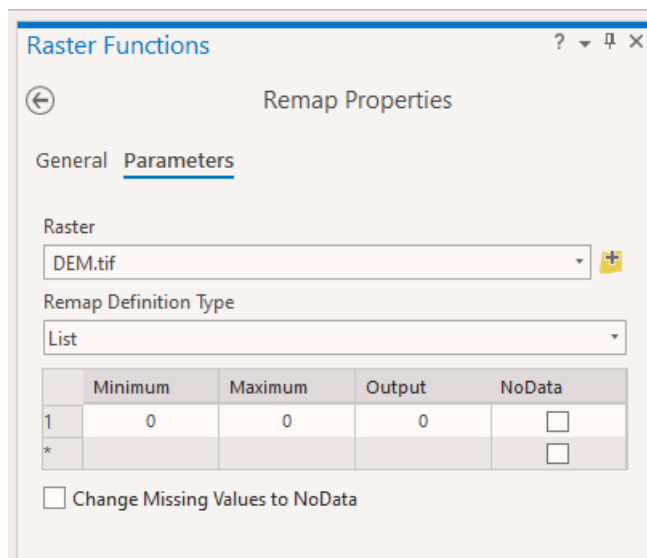 Raster Functions ?
Remap Properties
General Parameters
Raster
DEM.tif
Remap Definition Type
List
Minimum Maximum Output NoData
1 0 0 0
*
Change Missing Values to NoData